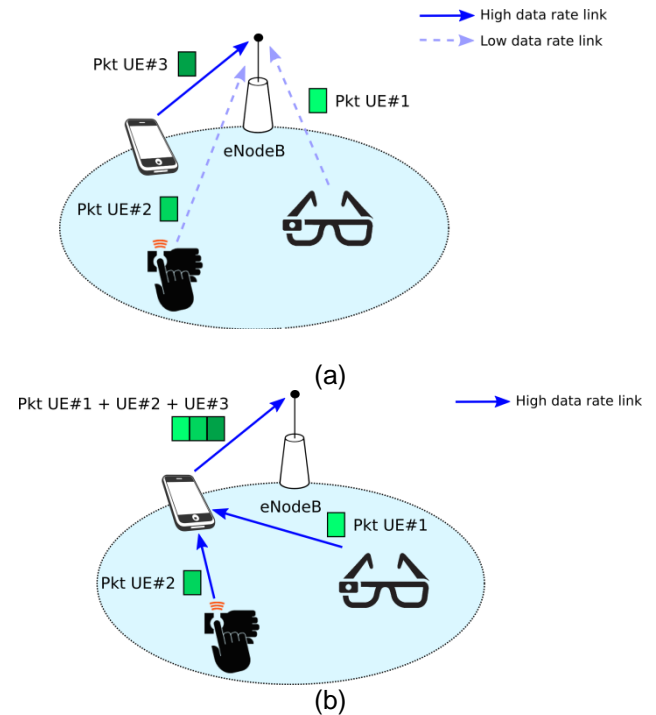 High data rate link
Low data rate link
Pkt UE#3
Pkt UE#1
eNodeB
Pkt UE#2
(a)
Pkt UE#1 + UE#2 + UE#3
High data rate link
eNodeB
Pkt UE#1
Pkt UE#2
(b)